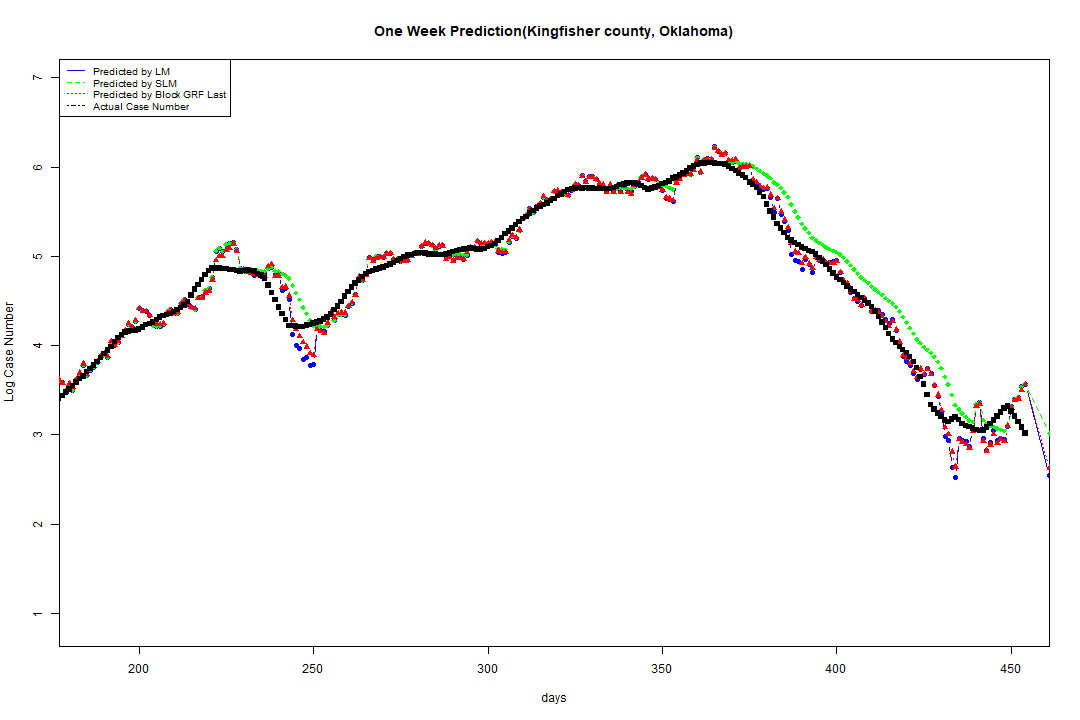 One Week Prediction(Kingfisher county, Oklahoma)
Predicted by LM
Predicted by SLM
Predicted by Block GRF Last
Actual Case Number
7
6
5
4
3
2
1
Log Case Number
200 250 300 350 400 450
days